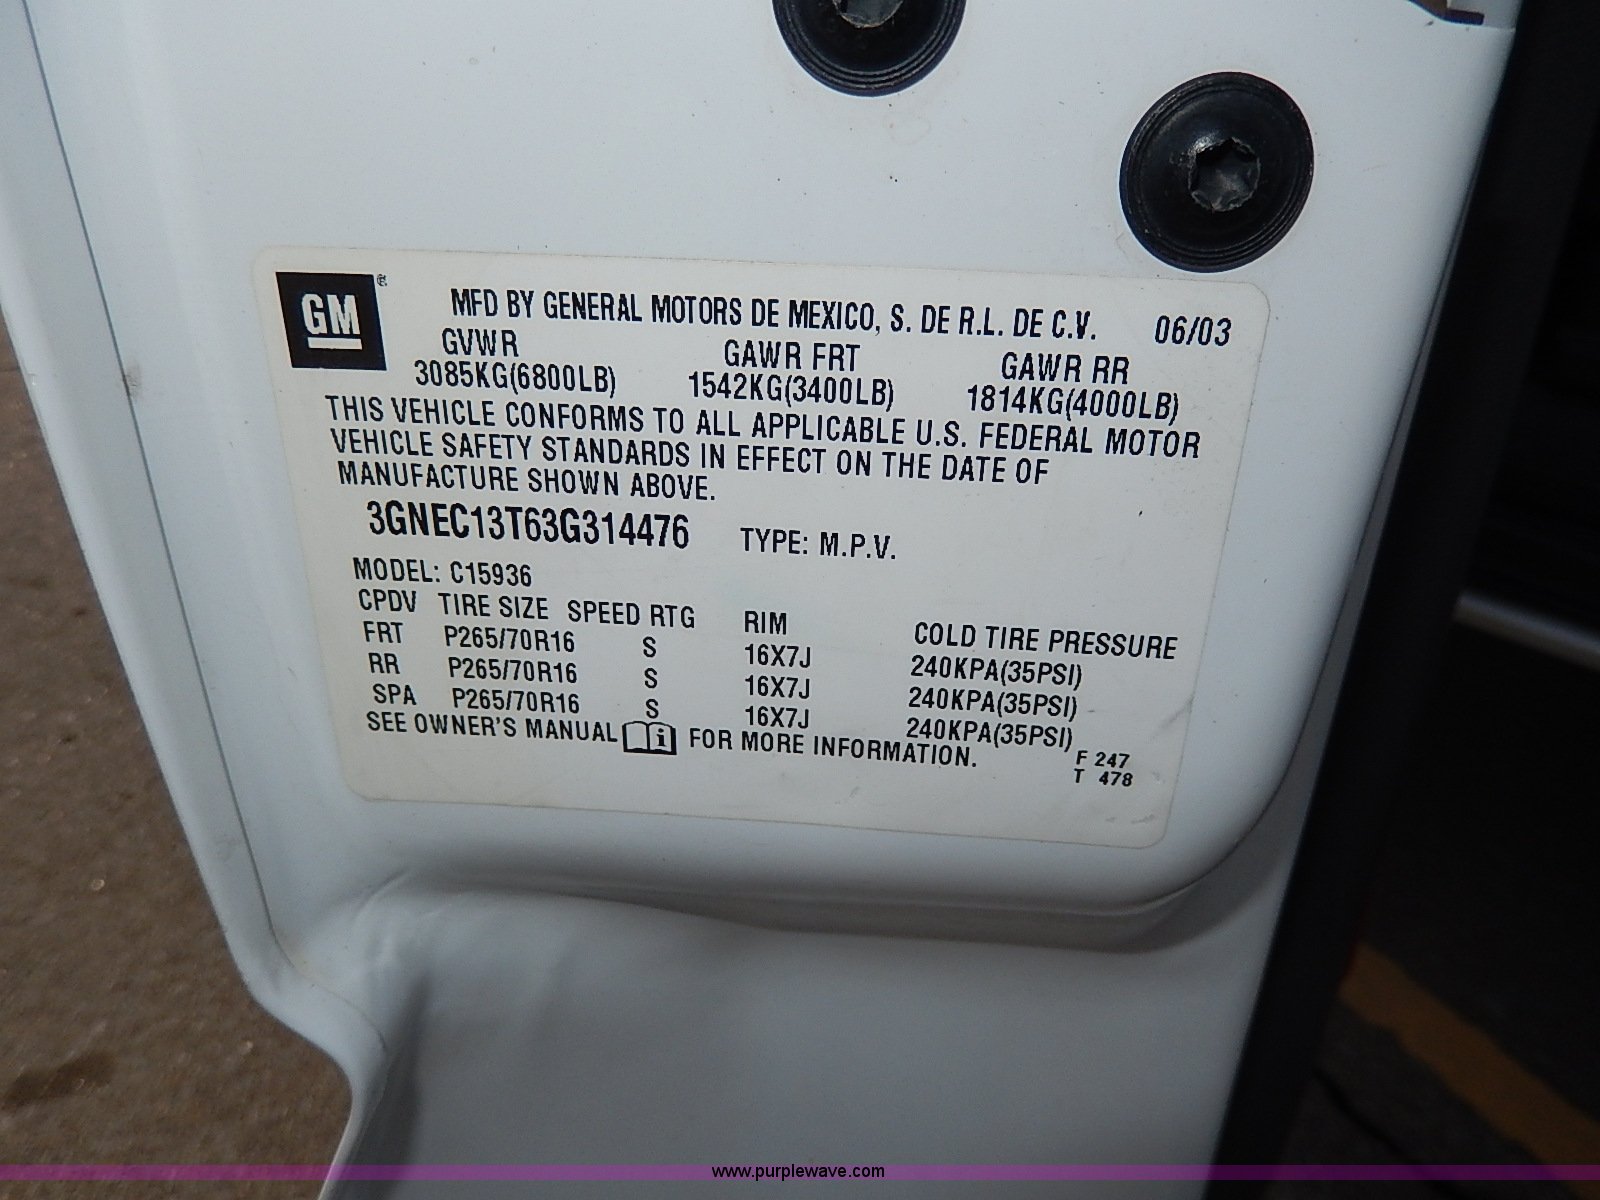 GM
MFD BY GENERAL MOTORS DE MEXICO, S. DE R.L. DE C.V. 06/03
GVWR GAWR FRT GAWR RR
3085KG(6800LB) 1542KG(3400LB) 1814KG(4000LB)
THIS VEHICLE CONFORMS TO ALL APPLICABLE U.S. FEDERAL MOTOR
VEHICLE SAFETY STANDARDS IN EFFECT ON THE DATE OF
MANUFACTURE SHOWN ABOVE.
3GNEC13T63G314476 TYPE: M.P.V.
MODEL: C15936
CPDV TIRE SIZE SPEED RTG RIM COLD TIRE PRESSURE
FRT P265/70R16 S 16X7J 240KPA(35PSI)
RR P265/70R16 S 16X7J 240KPA(35PSI)
SPA P265/70R16 S 16X7J 240KPA(35PSI)
SEE OWNER'S MANUAL i FOR MORE INFORMATION.
F 247
T 478
www.purplewave.com